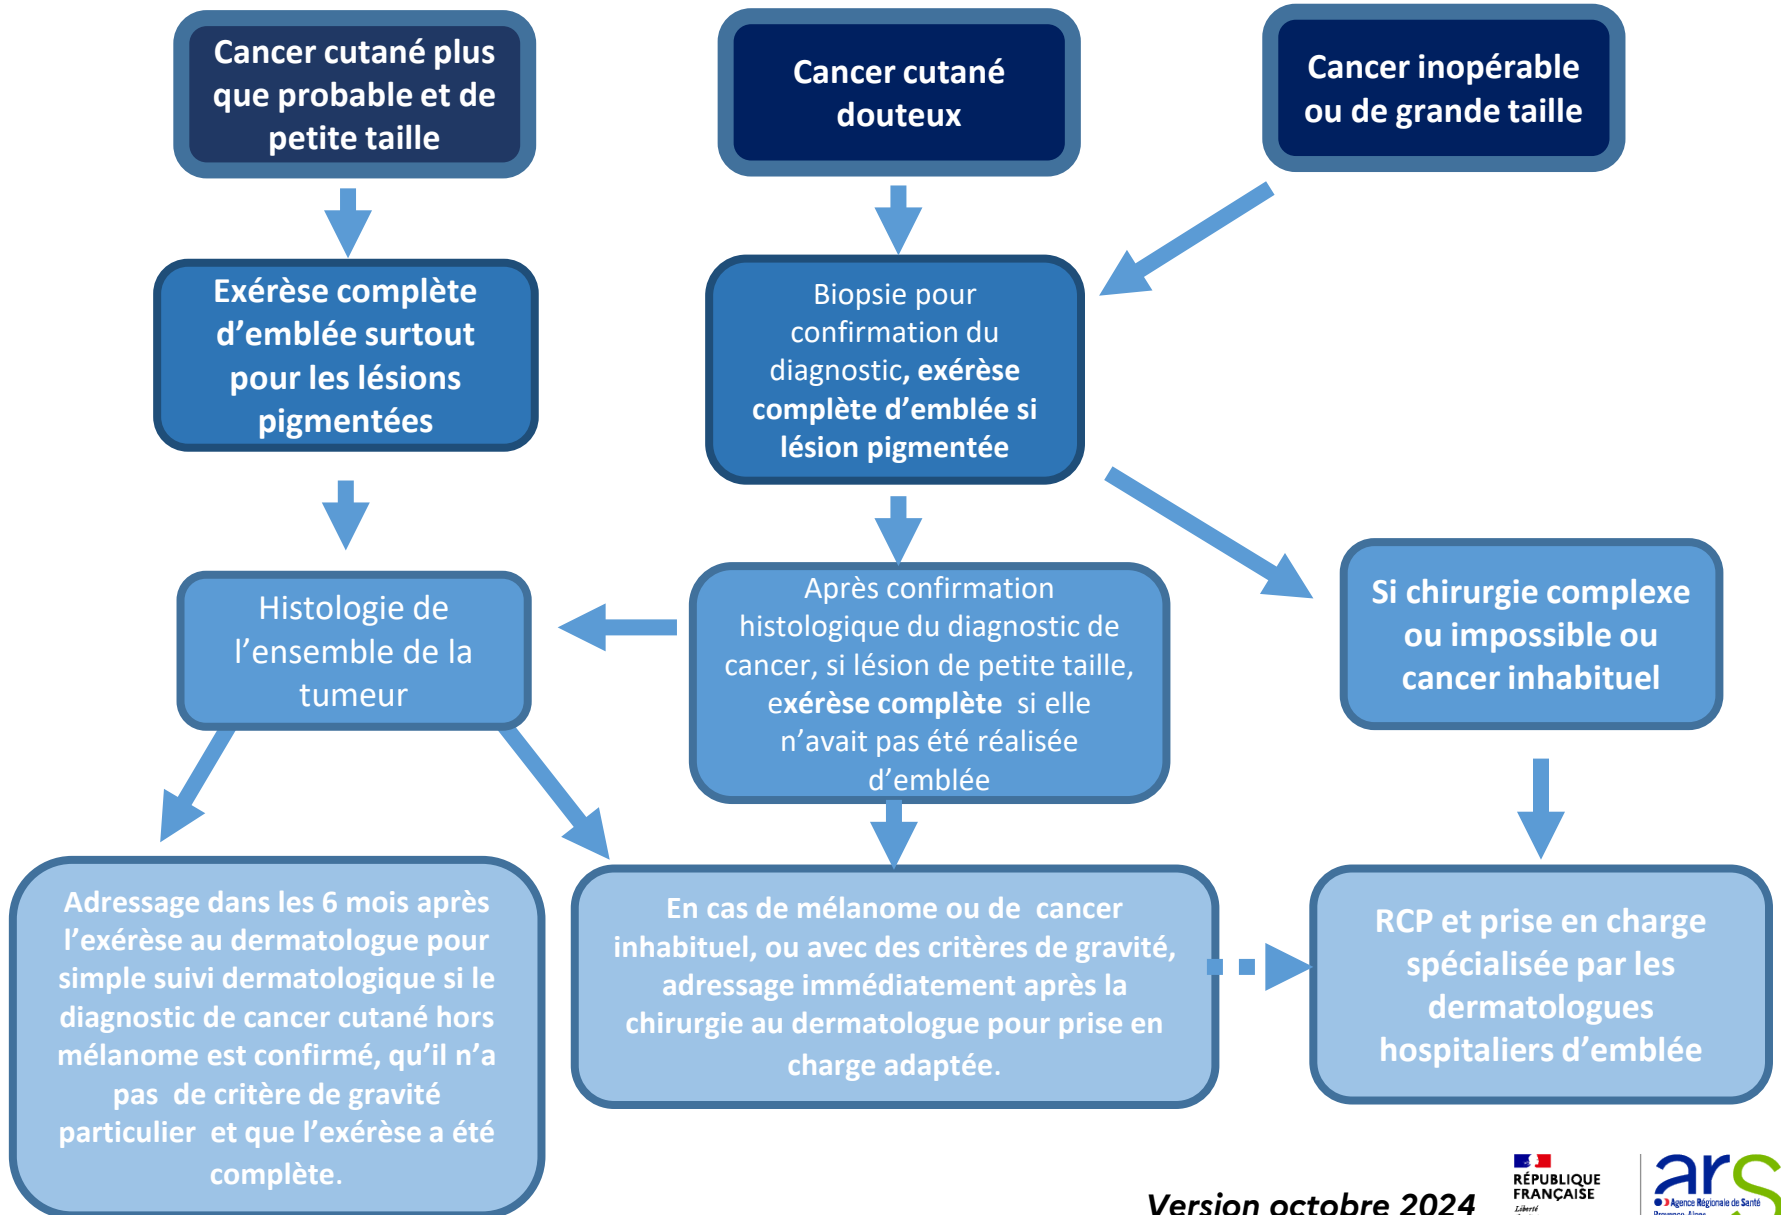 Cancer cutané plus
que probable et de
petite taille
Cancer cutané
douteux
Cancer inopérable
ou de grande taille
Exérèse complète
d’emblée surtout
pour les lésions
pigmentées
Biopsie pour
confirmation du
diagnostic, exérèse
complète d’emblée si
lésion pigmentée
Histologie de
l’ensemble de la
tumeur
Après confirmation
histologique du diagnostic de
cancer, si lésion de petite taille,
exérèse complète si elle
n’avait pas été réalisée
d’emblée
Si chirurgie complexe
ou impossible ou
cancer inhabituel
Adressage dans les 6 mois après
l’exérèse au dermatologue pour
simple suivi dermatologique si le
diagnostic de cancer cutané hors
mélanome est confirmé, qu’il n’a
pas de critère de gravité
particulier et que l’exérèse a été
complète.
En cas de mélanome ou de cancer
inhabituel, ou avec des critères de gravité,
adressage immédiatement après la
chirurgie au dermatologue pour prise en
charge adaptée.
RCP et prise en charge
spécialisée par les
dermatologues
hospitaliers d’emblée
Version octobre 2024
RÉPUBLIQUE
FRANÇAISE
Liberté
ars
Agence Régionale de Santé